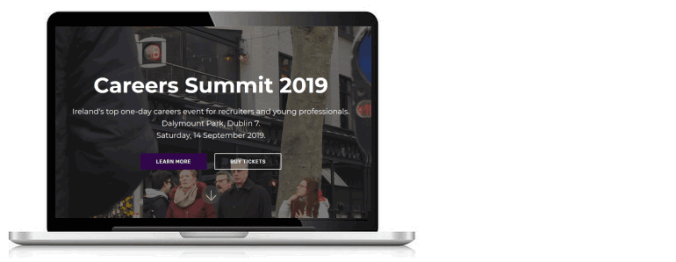 Careers Summit 2019
Ireland's top one-day careers event for recruiters and young professionals.
Dalymount Park, Dublin 7.
Saturday, 14 September 2019.
LEARN MORE
BUY TICKETS